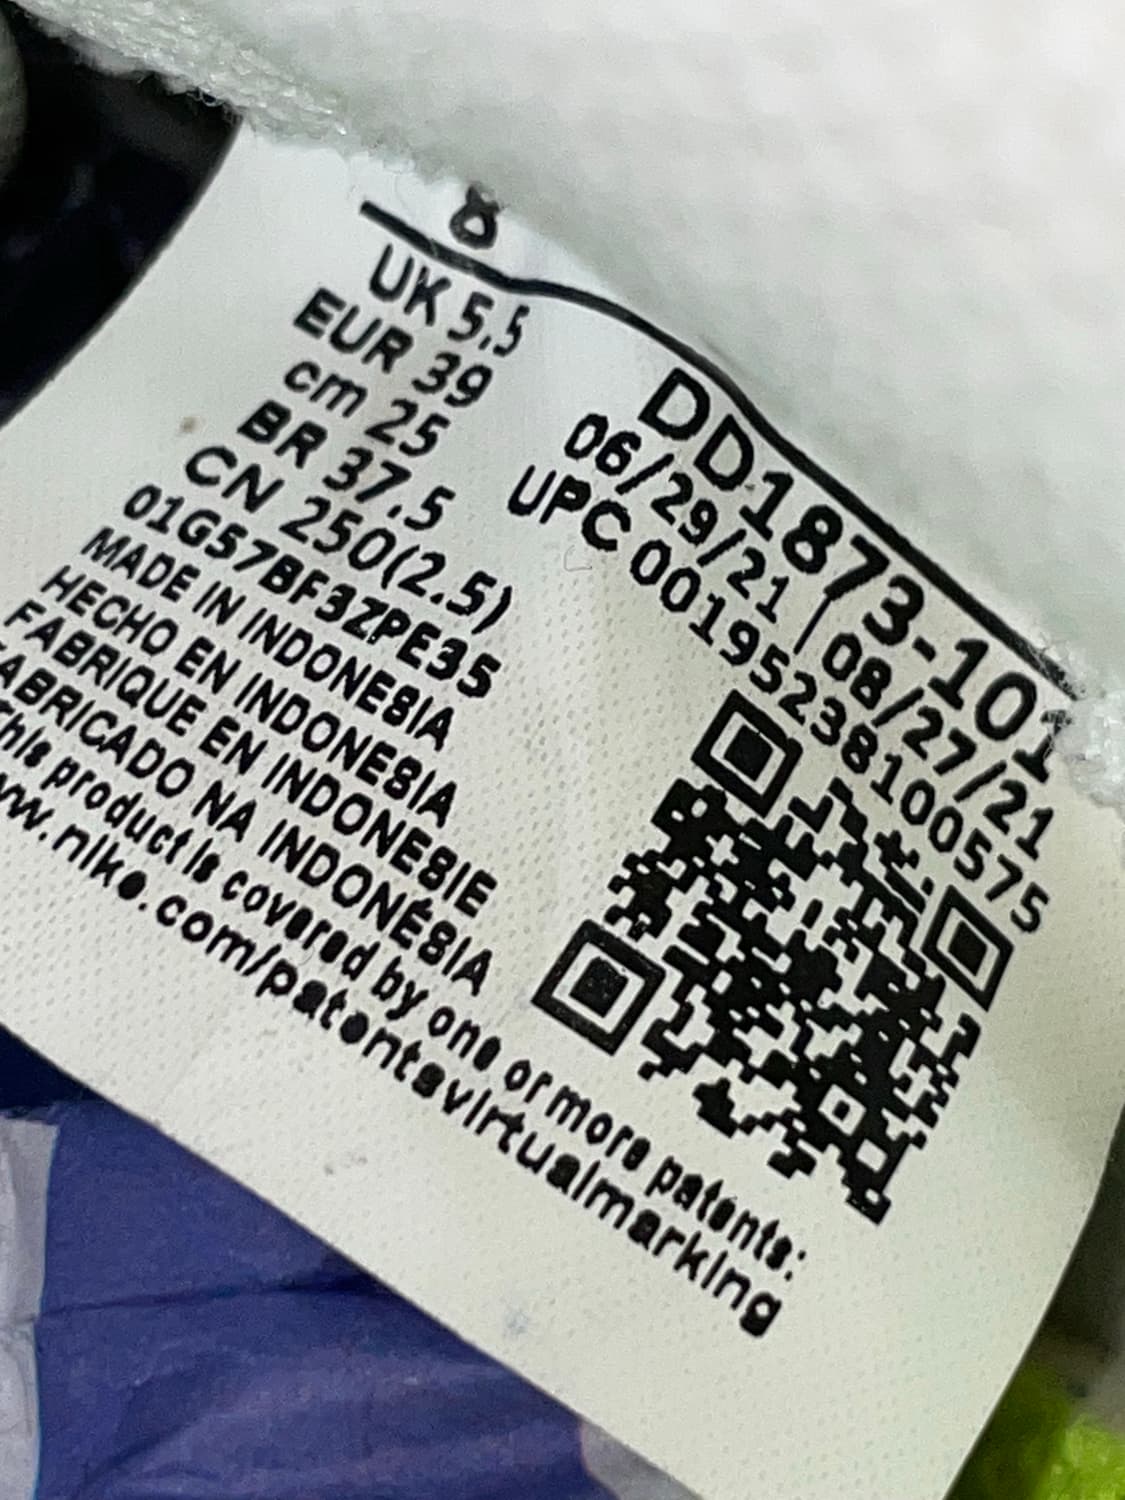 8
UK 5.5
EUR 39
cm 25
BR 37.5
CN 250(2.5)
01G57BF3ZPE35
MADE IN INDONESIA
HECHO EN INDONESIA
FABRIQUE EN INDONESIE
FABRICADO NA INDONÉSIA
DD1873-101
06/29/21 | 08/27/21
UPC 00195238100575
This product is covered by one or more patents:
www.nike.com/patentsvirtualmarking